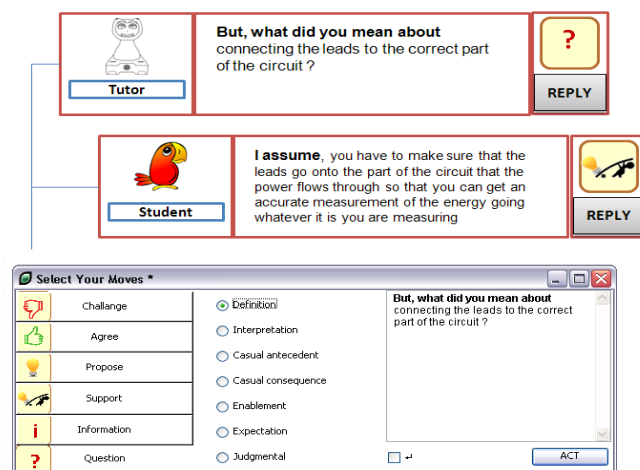 But, what did you mean about
connecting the leads to the correct part
of the circuit ?
?
Tutor
REPLY
I assume, you have to make sure that the
leads go onto the part of the circuit that the
power flows through so that you can get an
accurate measurement of the energy going
whatever it is you are measuring
Student
REPLY
Select Your Moves *
Challange
Agree
Propose
Support
i Information
? Question
Definition
Interpretation
Casual antecedent
Casual consequence
Enablement
Expectation
Judgmental
But, what did you mean about
connecting the leads to the correct
part of the circuit ?
↵
ACT